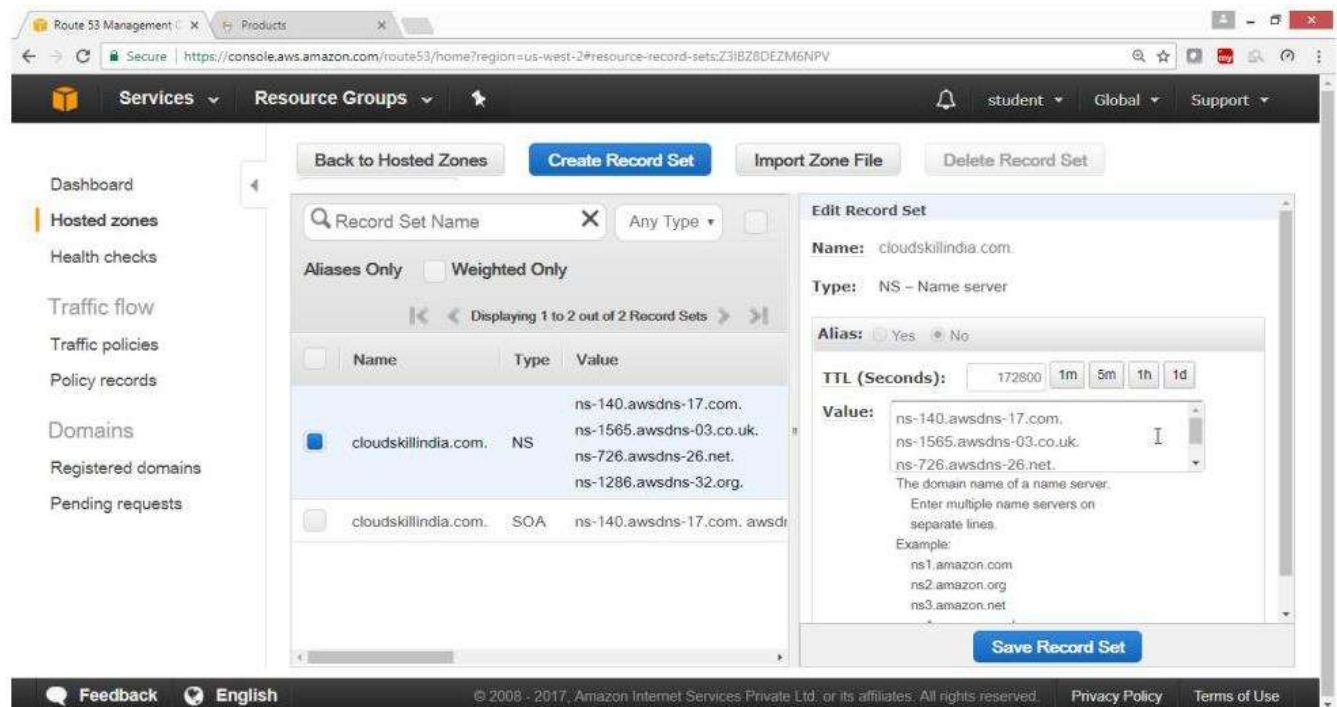 Route 53 Management C
Products
Secure | https://console.aws.amazon.com/route53/home?region=us-west-2#resource-record-sets:Z3IBZ8DEZM6NPV
my
Services
Resource Groups
student
Global
Support
Back to Hosted Zones
Create Record Set
Import Zone File
Delete Record Set
Dashboard
Hosted zones
Health checks
Traffic flow
Traffic policies
Policy records
Domains
Registered domains
Pending requests
Record Set Name
Any Type
Aliases Only
Weighted Only
Displaying 1 to 2 out of 2 Record Sets
Name Type Value
cloudskillindia.com. NS
ns-140.awsdns-17.com.
ns-1565.awsdns-03.co.uk.
ns-726.awsdns-26.net.
ns-1286.awsdns-32.org.
cloudskillindia.com. SOA ns-140.awsdns-17.com. awsdn
Edit Record Set
Name: cloudskillindia.com.
Type: NS – Name server
Alias: Yes No
TTL (Seconds): 172800 1m 5m 1h 1d
Value:
ns-140.awsdns-17.com.
ns-1565.awsdns-03.co.uk.
ns-726.awsdns-26.net.
The domain name of a name server.
Enter multiple name servers on
separate lines.
Example:
ns1.amazon.com
ns2.amazon.org
ns3.amazon.net
Save Record Set
Feedback
English
© 2008 - 2017, Amazon Internet Services Private Ltd. or its affiliates. All rights reserved.
Privacy Policy
Terms of Use